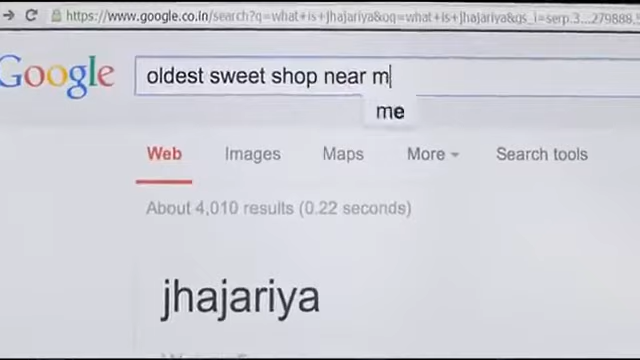 https://www.google.co.in/search?q=what+is+jhajariya&oq=what+is+jhajariya&gs_l=serp.3...279888.5
Google
oldest sweet shop near m
me
Web Images Maps More Search tools
About 4,010 results (0.22 seconds)
jhajariya